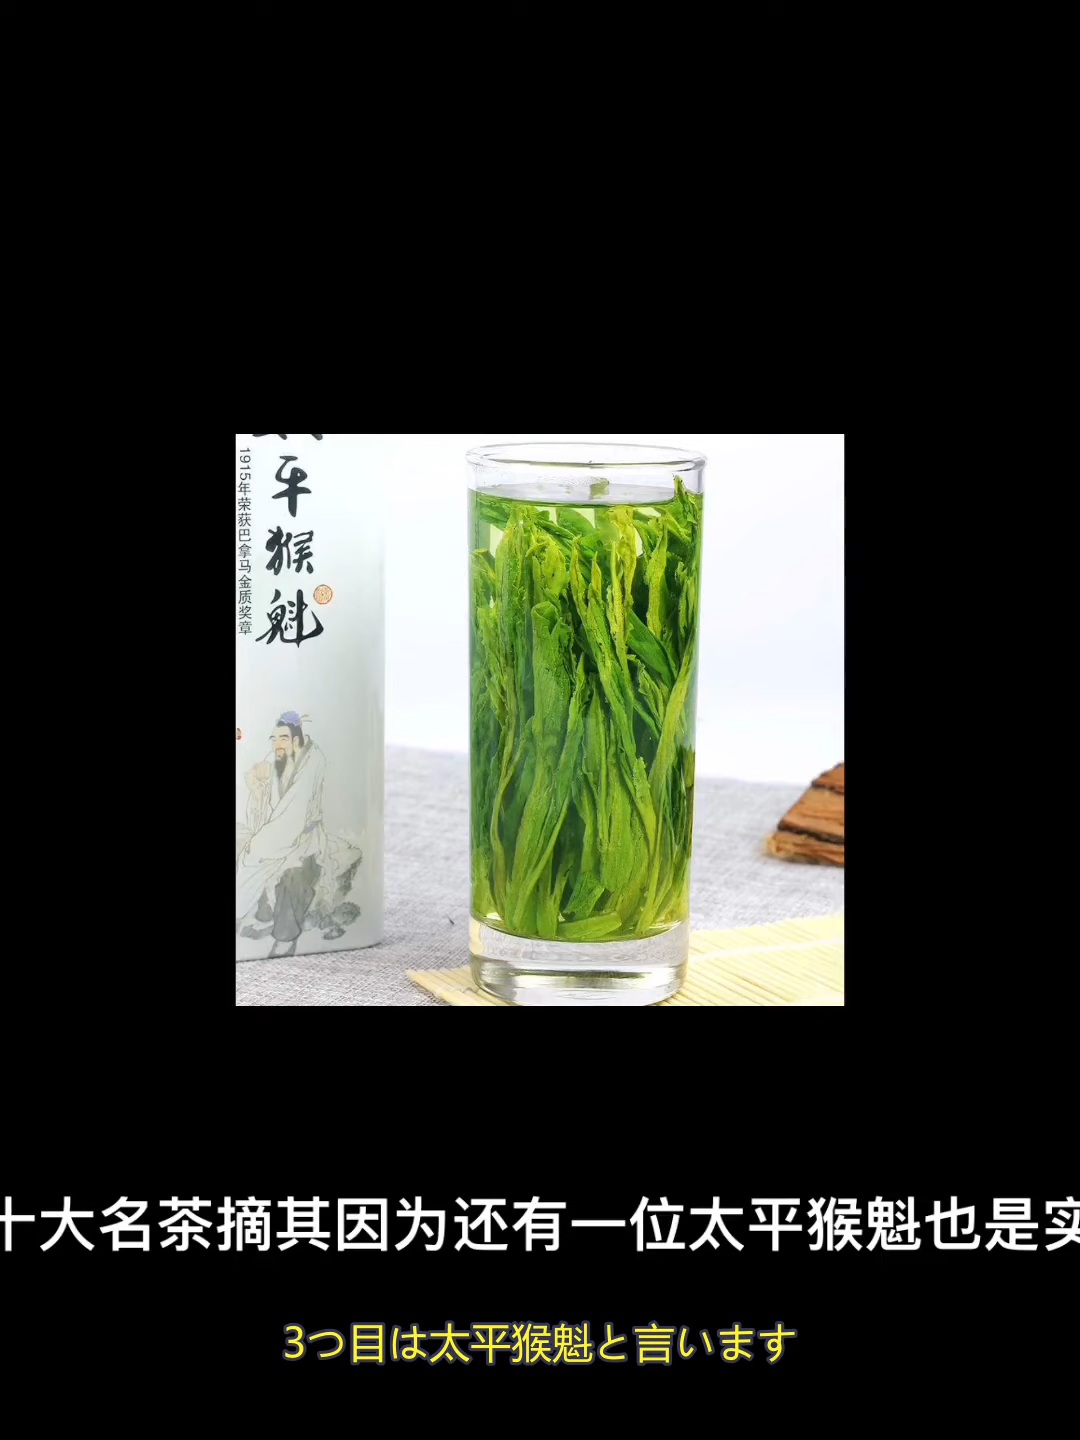 平猴魁
1915年荣获巴拿马金质奖章
十大名茶摘其因为还有一位太平猴魁也是实
3つ目は太平猴魁と言います